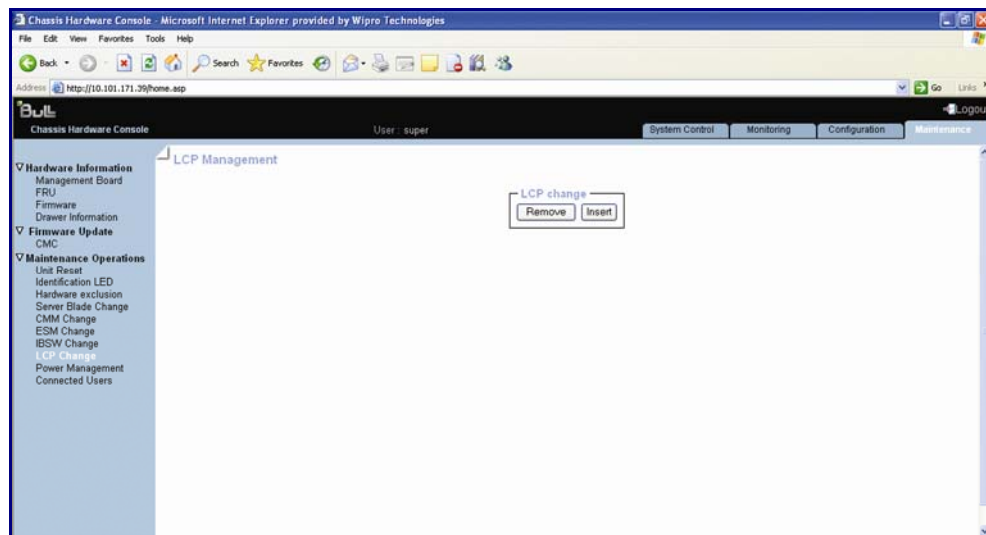 Chassis Hardware Console - Microsoft Internet Explorer provided by Wipro Technologies
File Edit View Favorites Tools Help
Back Search Favorites
Address http://10.101.171.39/home.asp Go Links
Bull Logou
Chassis Hardware Console User : super System Control Monitoring Configuration Maintenance
LCP Management
LCP change
Remove Insert
Hardware Information
Management Board
FRU
Firmware
Drawer Information
Firmware Update
CMC
Maintenance Operations
Unit Reset
Identification LED
Hardware exclusion
Server Blade Change
CMM Change
ESM Change
IBSW Change
LCP Change
Power Management
Connected Users